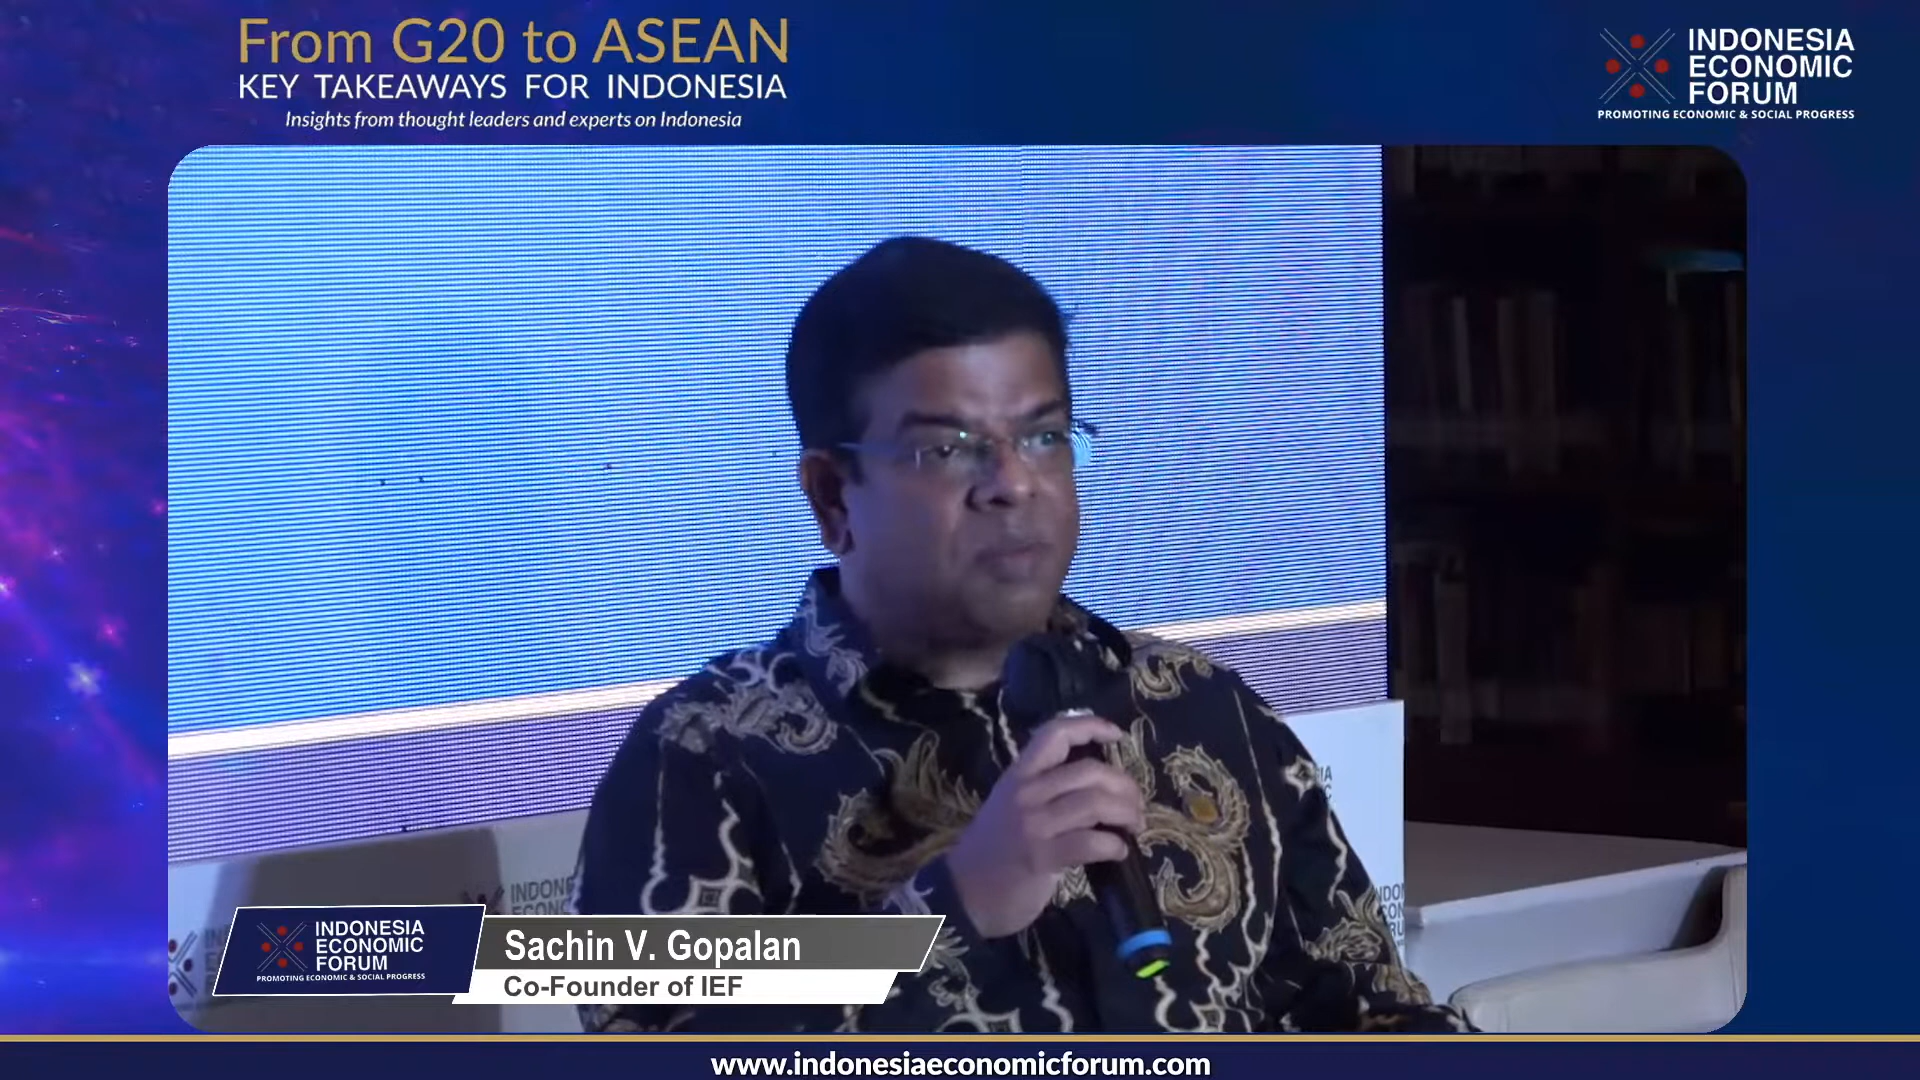 From G20 to ASEAN
KEY TAKEAWAYS FOR INDONESIA
Insights from thought leaders and experts on Indonesia
INDONESIA
ECONOMIC
FORUM
PROMOTING ECONOMIC & SOCIAL PROGRESS
INDONESIA
ECONOMIC
FORUM
PROMOTING ECONOMIC & SOCIAL PROGRESS
Sachin V. Gopalan
Co-Founder of IEF
www.indonesiaeconomicforum.com